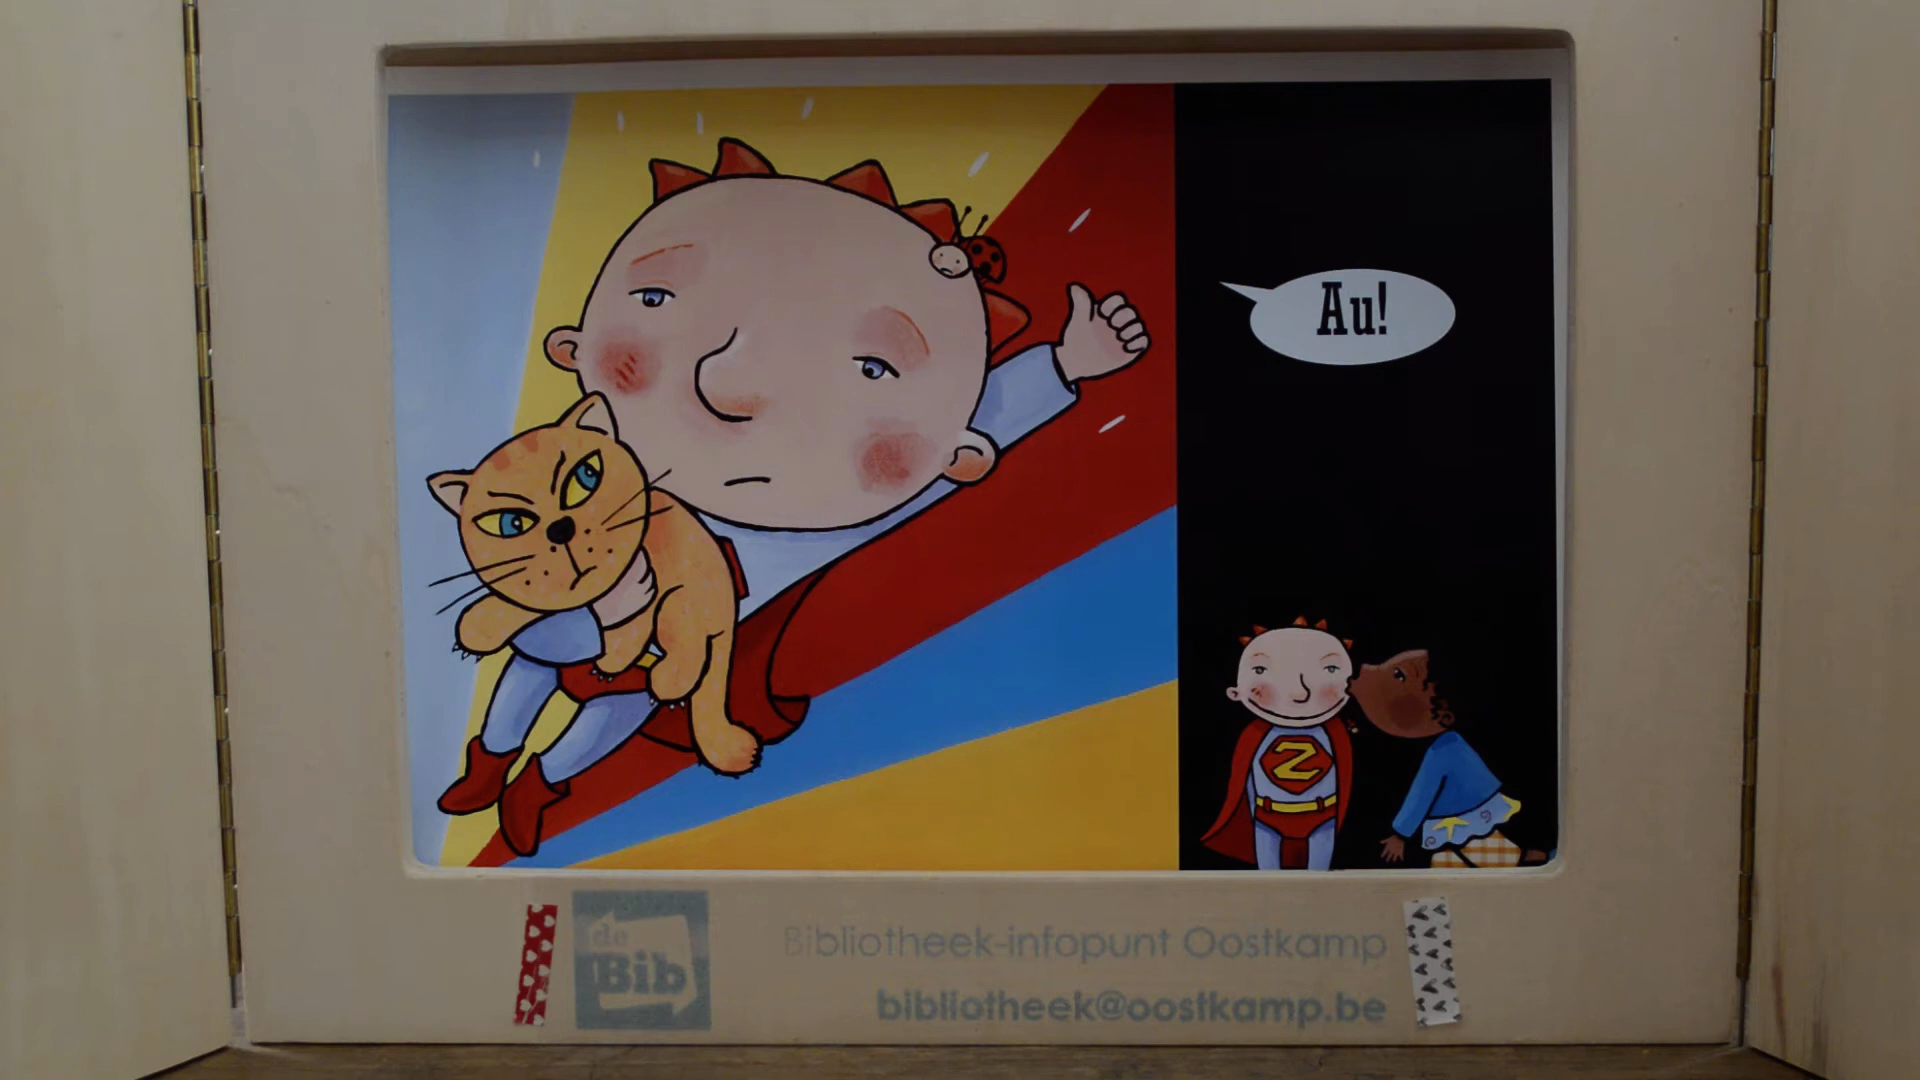 Au!
Z
de
Bib
Bibliotheek-infopunt Oostkamp
bibliotheek@oostkamp.be